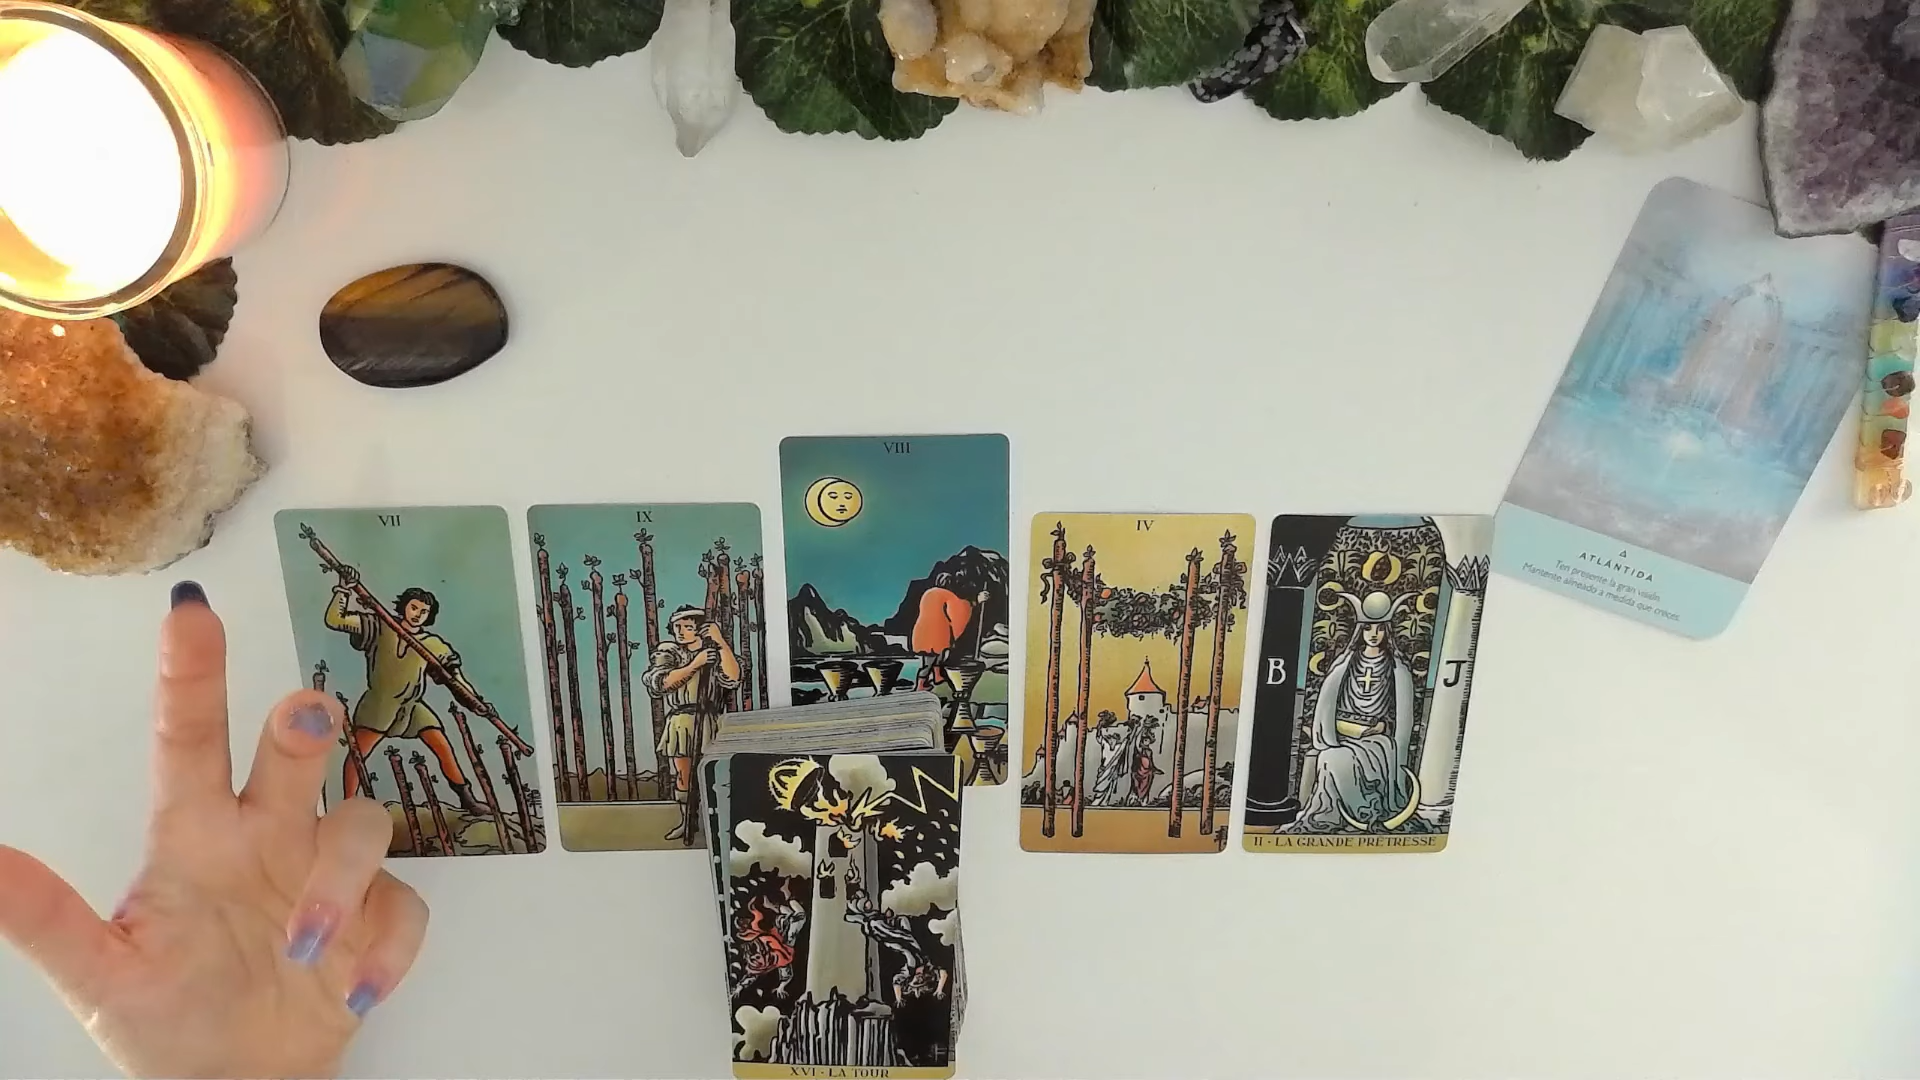 VII
IX
VIII
IV
B
J
II · LA GRANDE PRÊTRESSE
XVI · LA TOUR
ATLÁNTIDA
Ten presente la gran visión.
Mantente alineado a medida que creces.